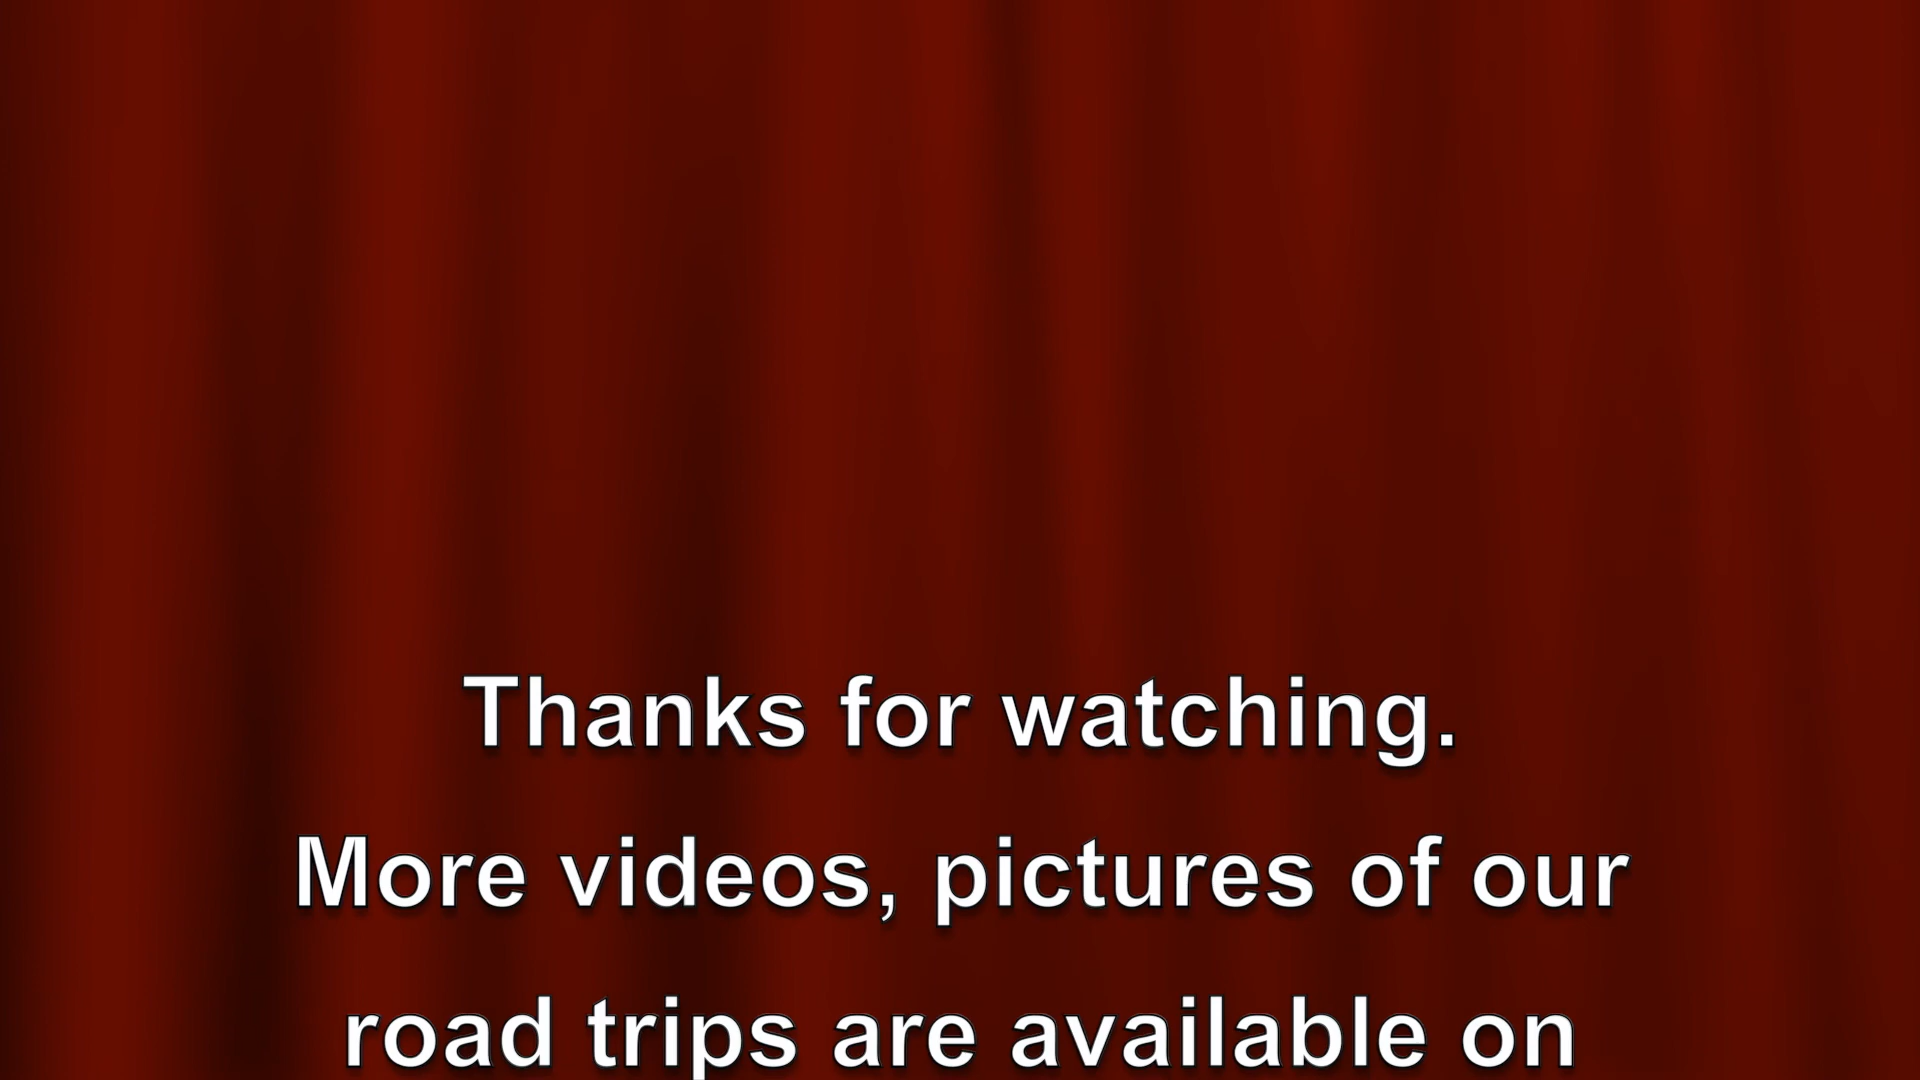 Thanks for watching.
More videos, pictures of our
road trips are available on